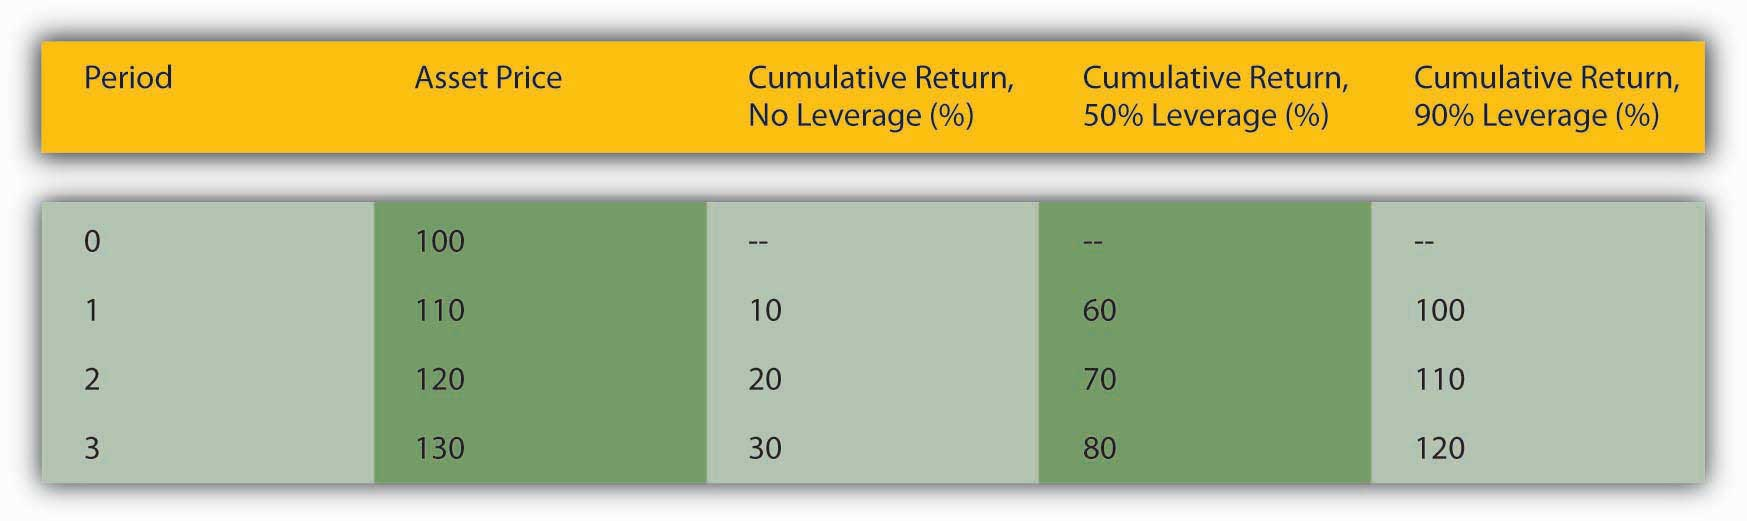 Period Asset Price Cumulative Return, Cumulative Return, Cumulative Return,
No Leverage (%) 50% Leverage (%) 90% Leverage (%)
0 100 -- -- --
1 110 10 60 100
2 120 20 70 110
3 130 30 80 120